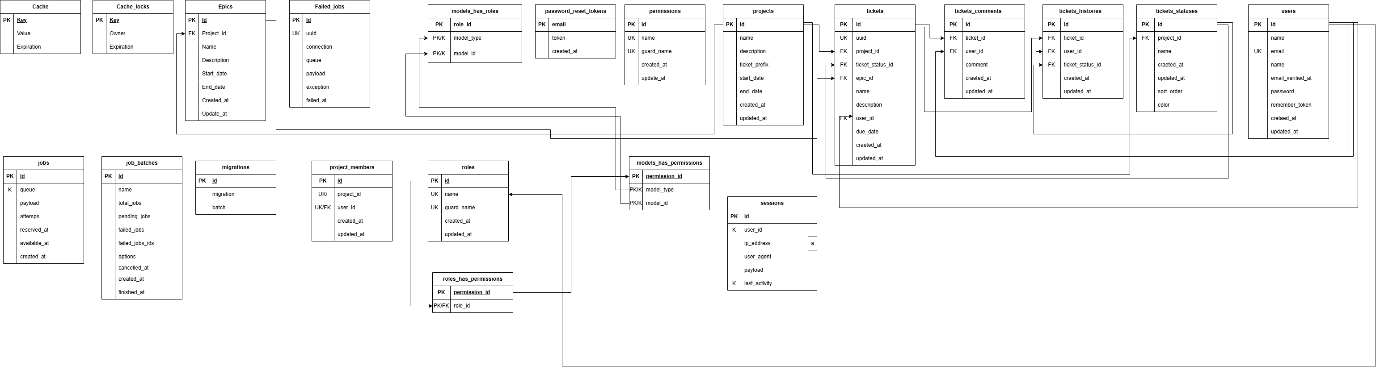 Cache
PK Key
Value
Expiration
Cache_locks
PK Key
Owner
Expiration
Epics
PK Id
FK Project_id
Name
Description
Start_date
End_date
Created_at
Update_at
Failed_jobs
PK Id
UK uuid
connection
queue
payload
exception
failed_at
models_has_roles
PK role_id
PK/K model_type
PK/K model_id
password_reset_tokens
PK email
token
created_at
permissions
PK id
UK name
UK guard_name
created_at
update_at
projects
PK id
name
description
ticket_prefix
start_date
end_date
created_at
updated_at
tickets
PK id
UK uuid
FK project_id
FK ticket_status_id
FK epic_id
name
description
FK user_id
due_date
created_at
updated_at
tickets_comments
PK id
FK ticket_id
FK user_id
comment
craeted_at
updated_at
tickets_histories
PK id
FK ticket_id
FK user_id
FK ticket_status_id
created_at
updated_at
tickets_statuses
PK id
FK project_id
name
craeted_at
updated_at
sort_order
color
users
PK id
name
UK email
name
email_verified_at
password
remember_token
cretaed_at
updated_at
jobs
PK id
K queue
payload
attemps
reserved_at
available_at
created_at
job_batches
PK id
name
total_jobs
pending_jobs
failed_jobs
failed_jobs_ids
options
cancelled_at
created_at
finished_at
migrations
PK id
migration
batch
project_members
PK id
UK/ project_id
UK/FK user_id
created_at
updated_at
roles
PK id
UK name
UK guard_name
created_at
updated_at
models_has_permissions
PK permission_id
PK/K model_type
PK/K model_id
sessions
PK id
K user_id
ip_address s
user_agent
payload
K last_activity
roles_has_permissions
PK permission_id
PK/FK role_id